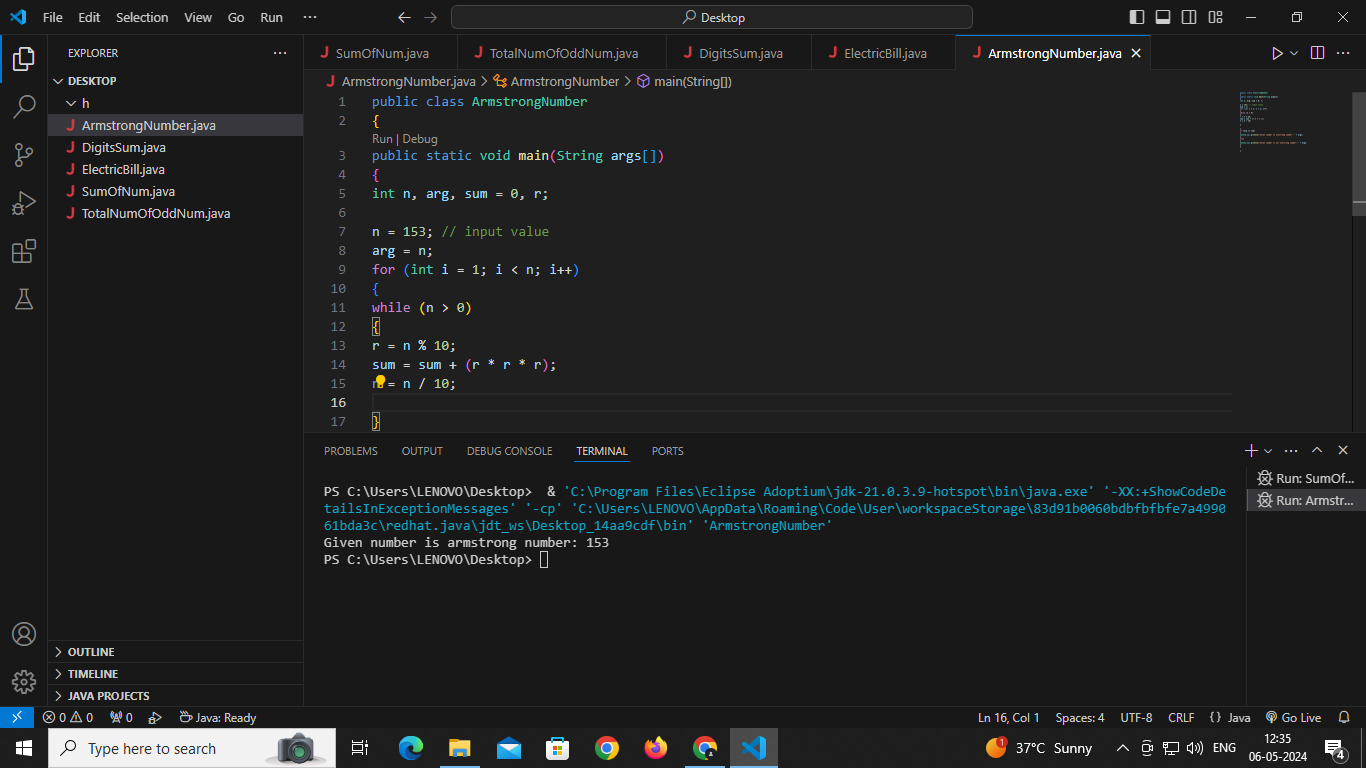 File Edit Selection View Go Run ··· Desktop
EXPLORER ···
DESKTOP
h
ArmstrongNumber.java
DigitsSum.java
ElectricBill.java
SumOfNum.java
TotalNumOfOddNum.java
OUTLINE
TIMELINE
JAVA PROJECTS
SumOfNum.java TotalNumOfOddNum.java DigitsSum.java ElectricBill.java ArmstrongNumber.java
ArmstrongNumber.java > ArmstrongNumber > main(String[])
1 public class ArmstrongNumber
2 {
Run | Debug
3 public static void main(String args[])
4 {
5 int n, arg, sum = 0, r;
6
7 n = 153; // input value
8 arg = n;
9 for (int i = 1; i < n; i++)
10 {
11 while (n > 0)
12 {
13 r = n % 10;
14 sum = sum + (r * r * r);
15 n = n / 10;
16
17 }
PROBLEMS OUTPUT DEBUG CONSOLE TERMINAL PORTS
PS C:\Users\LENOVO\Desktop>  & 'C:\Program Files\Eclipse Adoptium\jdk-21.0.3.9-hotspot\bin\java.exe' '-XX:+ShowCodeDe
tailsInExceptionMessages' '-cp' 'C:\Users\LENOVO\AppData\Roaming\Code\User\workspaceStorage\83d91b0060bdbfbfbfe7a4990
61bda3c\redhat.java\jdt_ws\Desktop_14aa9cdf\bin' 'ArmstrongNumber'
Given number is armstrong number: 153
PS C:\Users\LENOVO\Desktop>
Run: SumOf...
Run: Armstr...
0 0 0 Java: Ready Ln 16, Col 1 Spaces: 4 UTF-8 CRLF {} Java Go Live
Type here to search 1 37°C Sunny ENG 12:35
06-05-2024 4